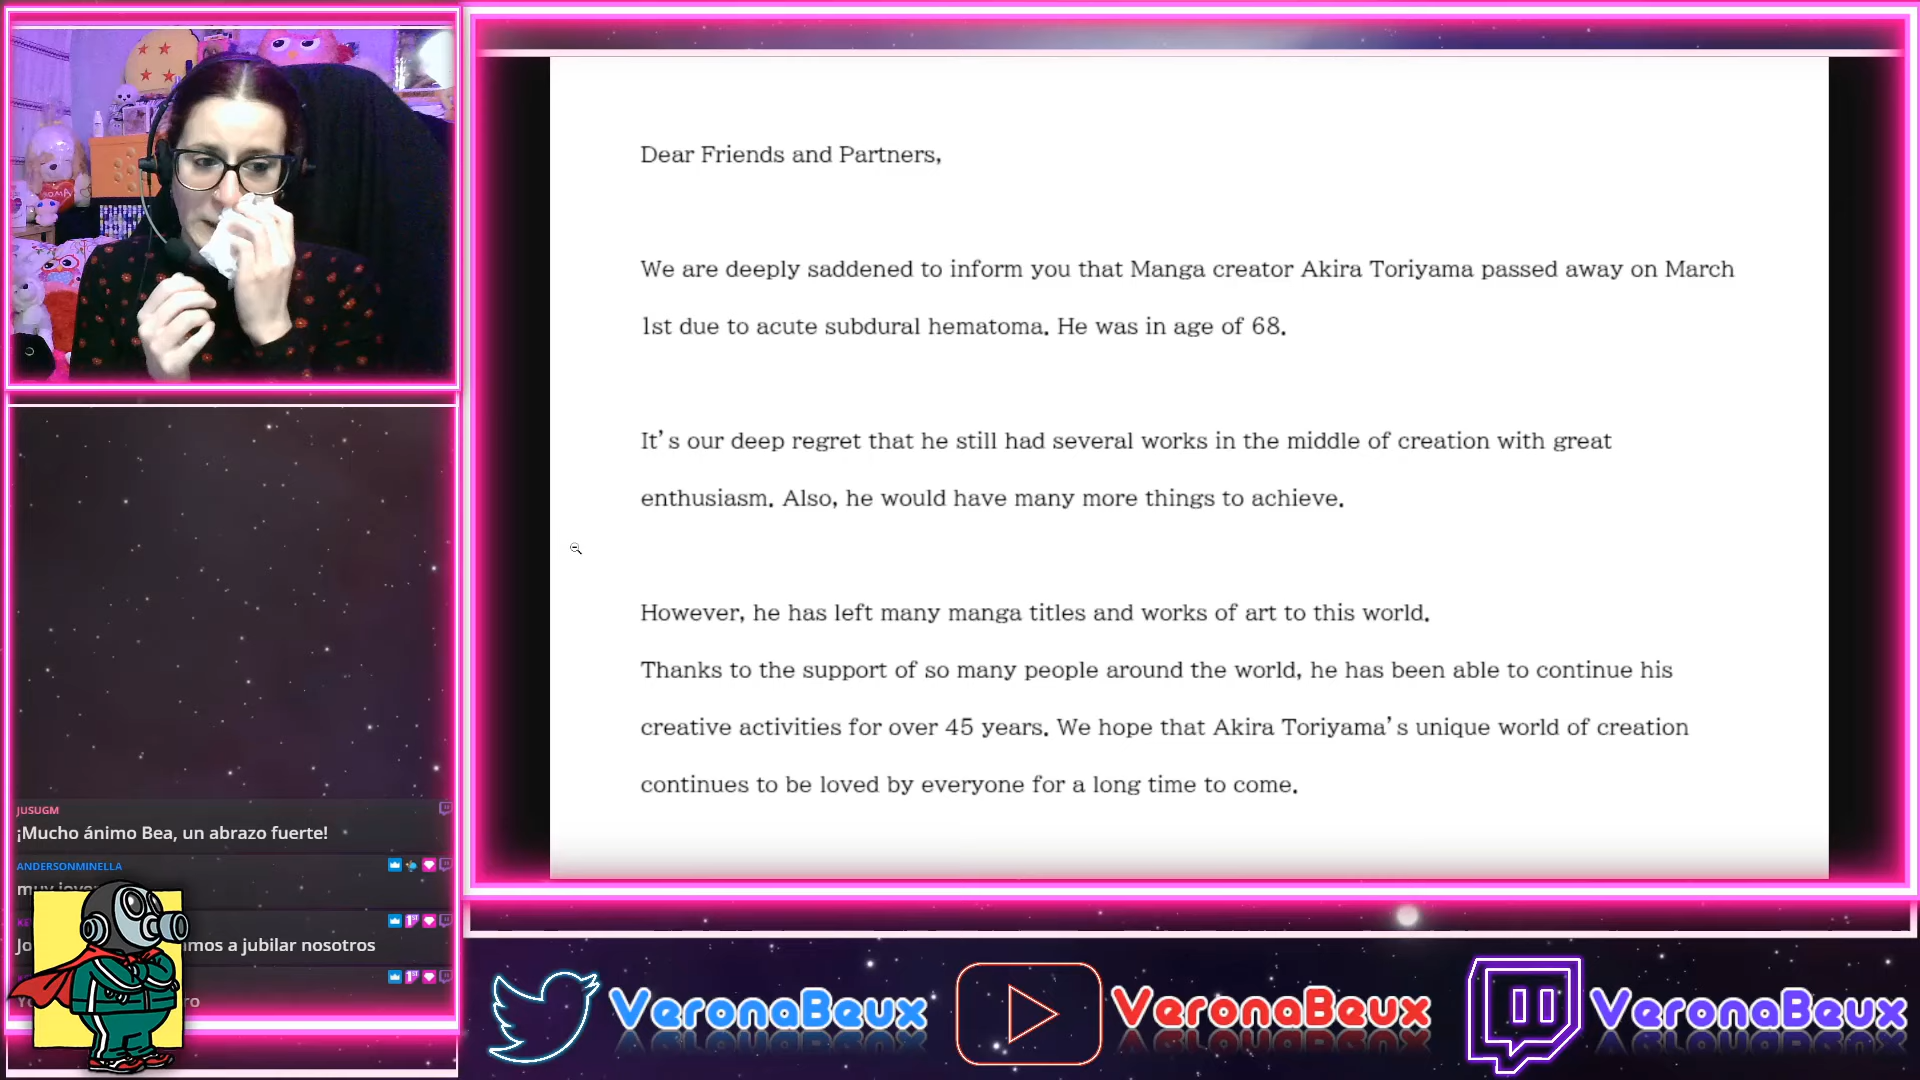 Dear Friends and Partners,
We are deeply saddened to inform you that Manga creator Akira Toriyama passed away on March
1st due to acute subdural hematoma. He was in age of 68.
It's our deep regret that he still had several works in the middle of creation with great
enthusiasm. Also, he would have many more things to achieve.
However, he has left many manga titles and works of art to this world.
Thanks to the support of so many people around the world, he has been able to continue his
creative activities for over 45 years. We hope that Akira Toriyama's unique world of creation
continues to be loved by everyone for a long time to come.
JUSUGM
¡Mucho ánimo Bea, un abrazo fuerte!
ANDERSONMINELLA
muy
a jubilar nosotros
VeronaBeux
VeronaBeux
VeronaBeux